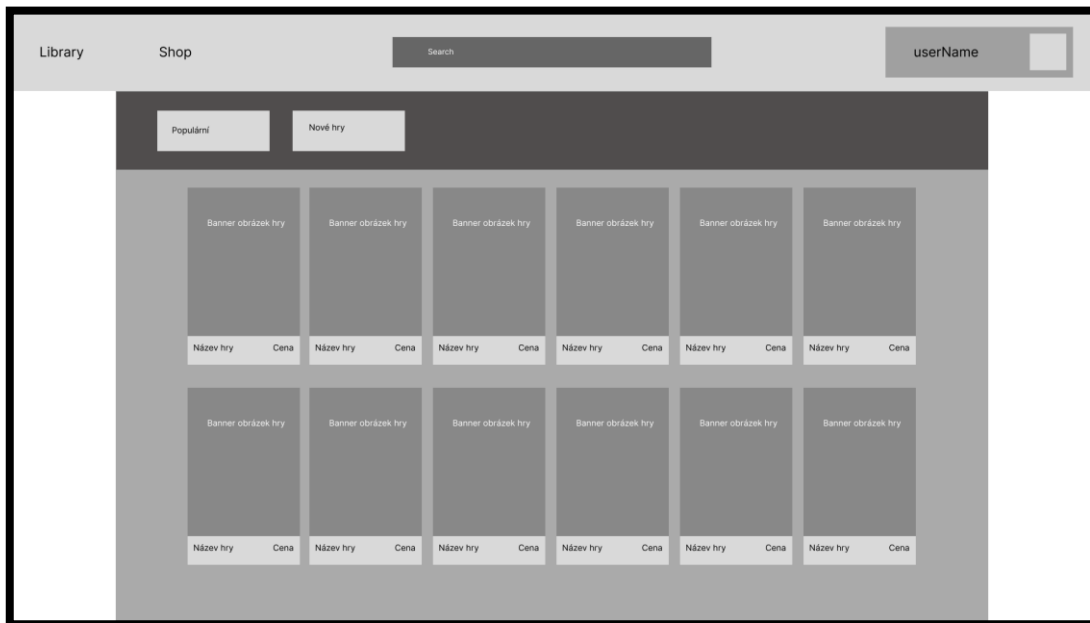 Library Shop Search userName
Populární Nové hry
Banner obrázek hry Banner obrázek hry Banner obrázek hry Banner obrázek hry Banner obrázek hry Banner obrázek hry
Název hry Cena Název hry Cena Název hry Cena Název hry Cena Název hry Cena Název hry Cena
Banner obrázek hry Banner obrázek hry Banner obrázek hry Banner obrázek hry Banner obrázek hry Banner obrázek hry
Název hry Cena Název hry Cena Název hry Cena Název hry Cena Název hry Cena Název hry Cena